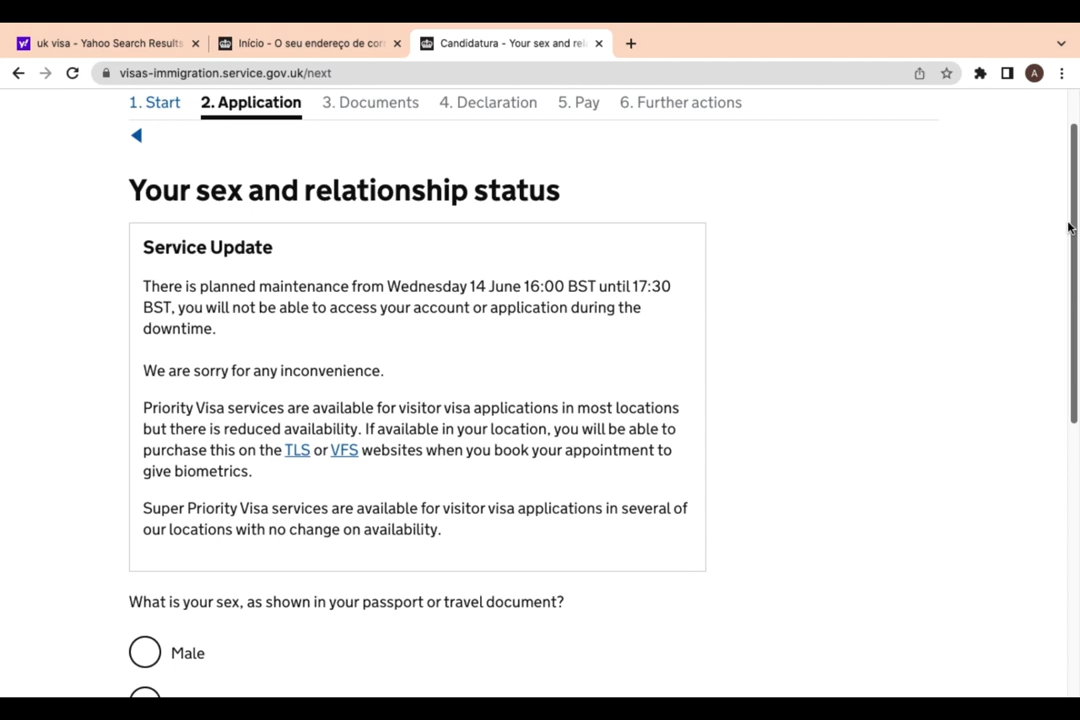 uk visa - Yahoo Search Results
Início - O seu endereço de cor
Candidatura - Your sex and rel
visas-immigration.service.gov.uk/next
A
1. Start 2. Application 3. Documents 4. Declaration 5. Pay 6. Further actions
Your sex and relationship status
Service Update
There is planned maintenance from Wednesday 14 June 16:00 BST until 17:30
BST, you will not be able to access your account or application during the
downtime.
We are sorry for any inconvenience.
Priority Visa services are available for visitor visa applications in most locations
but there is reduced availability. If available in your location, you will be able to
purchase this on the TLS or VFS websites when you book your appointment to
give biometrics.
Super Priority Visa services are available for visitor visa applications in several of
our locations with no change on availability.
What is your sex, as shown in your passport or travel document?
Male